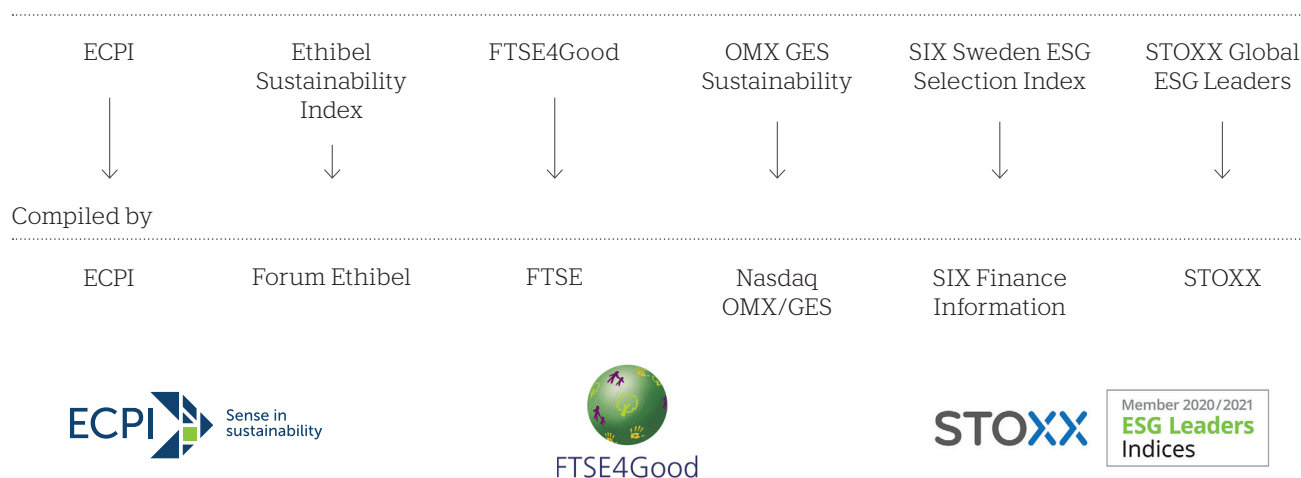 ECPI
Ethibel
Sustainability
Index
FTSE4Good
OMX GES
Sustainability
SIX Sweden ESG
Selection Index
STOXX Global
ESG Leaders
Compiled by
ECPI
Forum Ethibel
FTSE
Nasdaq
OMX/GES
SIX Finance
Information
STOXX
ECPI
Sense in
sustainability
FTSE4Good
STOXX
Member 2020/2021
ESG Leaders
Indices